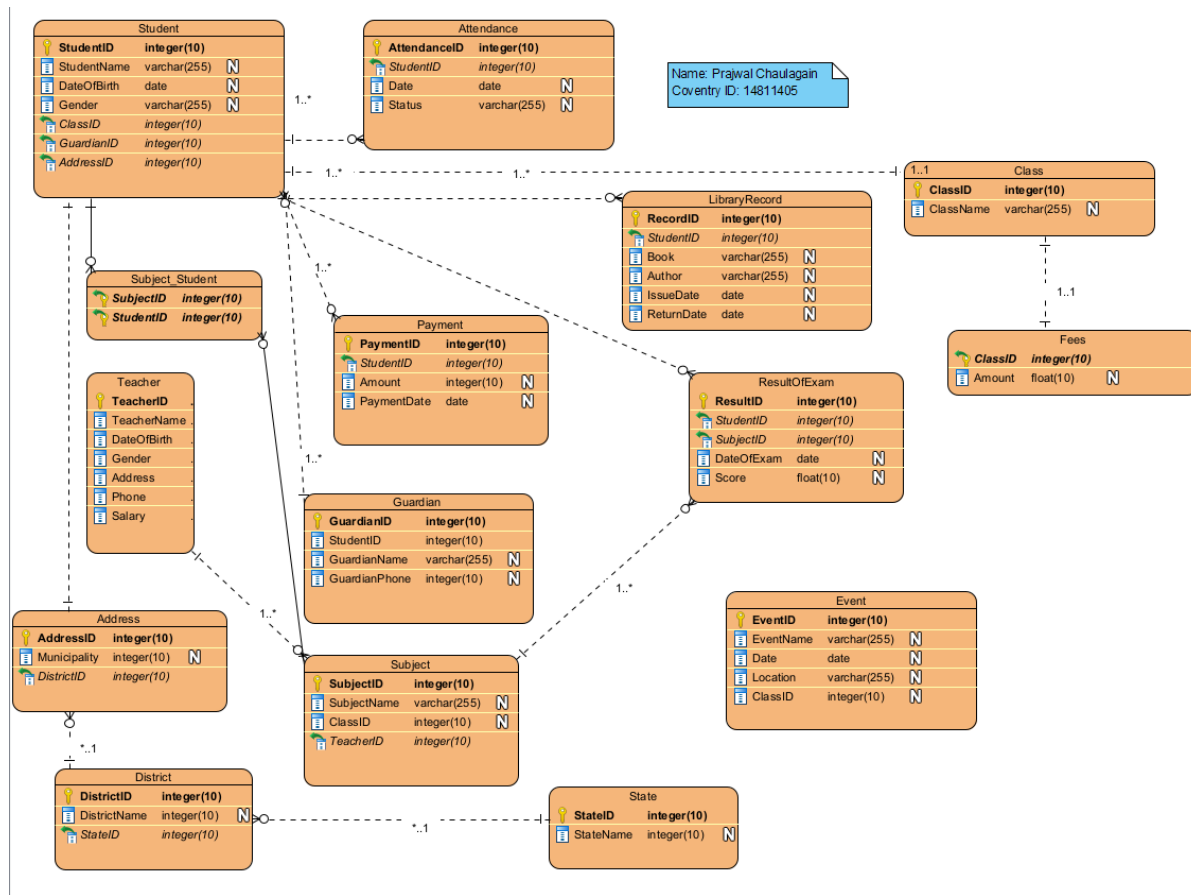 Student
StudentID integer(10)
StudentName varchar(255) N
DateOfBirth date N
Gender varchar(255) N
ClassID integer(10)
GuardianID integer(10)
AddressID integer(10)
Attendance
AttendanceID integer(10)
StudentID integer(10)
Date date N
Status varchar(255) N
Name: Prajwal Chaulagain
Coventry ID: 14811405
1..*
1..*
1..*
1..1
Class
ClassID integer(10)
ClassName varchar(255) N
LibraryRecord
RecordID integer(10)
StudentID integer(10)
Book varchar(255) N
Author varchar(255) N
IssueDate date N
ReturnDate date N
Subject_Student
SubjectID integer(10)
StudentID integer(10)
1..*
1..1
Payment
PaymentID integer(10)
StudentID integer(10)
Amount integer(10) N
PaymentDate date N
Fees
ClassID integer(10)
Amount float(10) N
Teacher
TeacherID .
TeacherName .
DateOfBirth .
Gender .
Address .
Phone .
Salary .
ResultOfExam
ResultID integer(10)
StudentID integer(10)
SubjectID integer(10)
DateOfExam date N
Score float(10) N
1..*
Guardian
GuardianID integer(10)
StudentID integer(10)
GuardianName varchar(255) N
GuardianPhone integer(10) N
1..*
1..*
Address
AddressID integer(10)
Municipality integer(10) N
DistrictID integer(10)
Event
EventID integer(10)
EventName varchar(255) N
Date date N
Location varchar(255) N
ClassID integer(10) N
Subject
SubjectID integer(10)
SubjectName varchar(255) N
ClassID integer(10) N
TeacherID integer(10)
*..1
District
DistrictID integer(10)
DistrictName integer(10) N
StateID integer(10)
*..1
State
StateID integer(10)
StateName integer(10) N